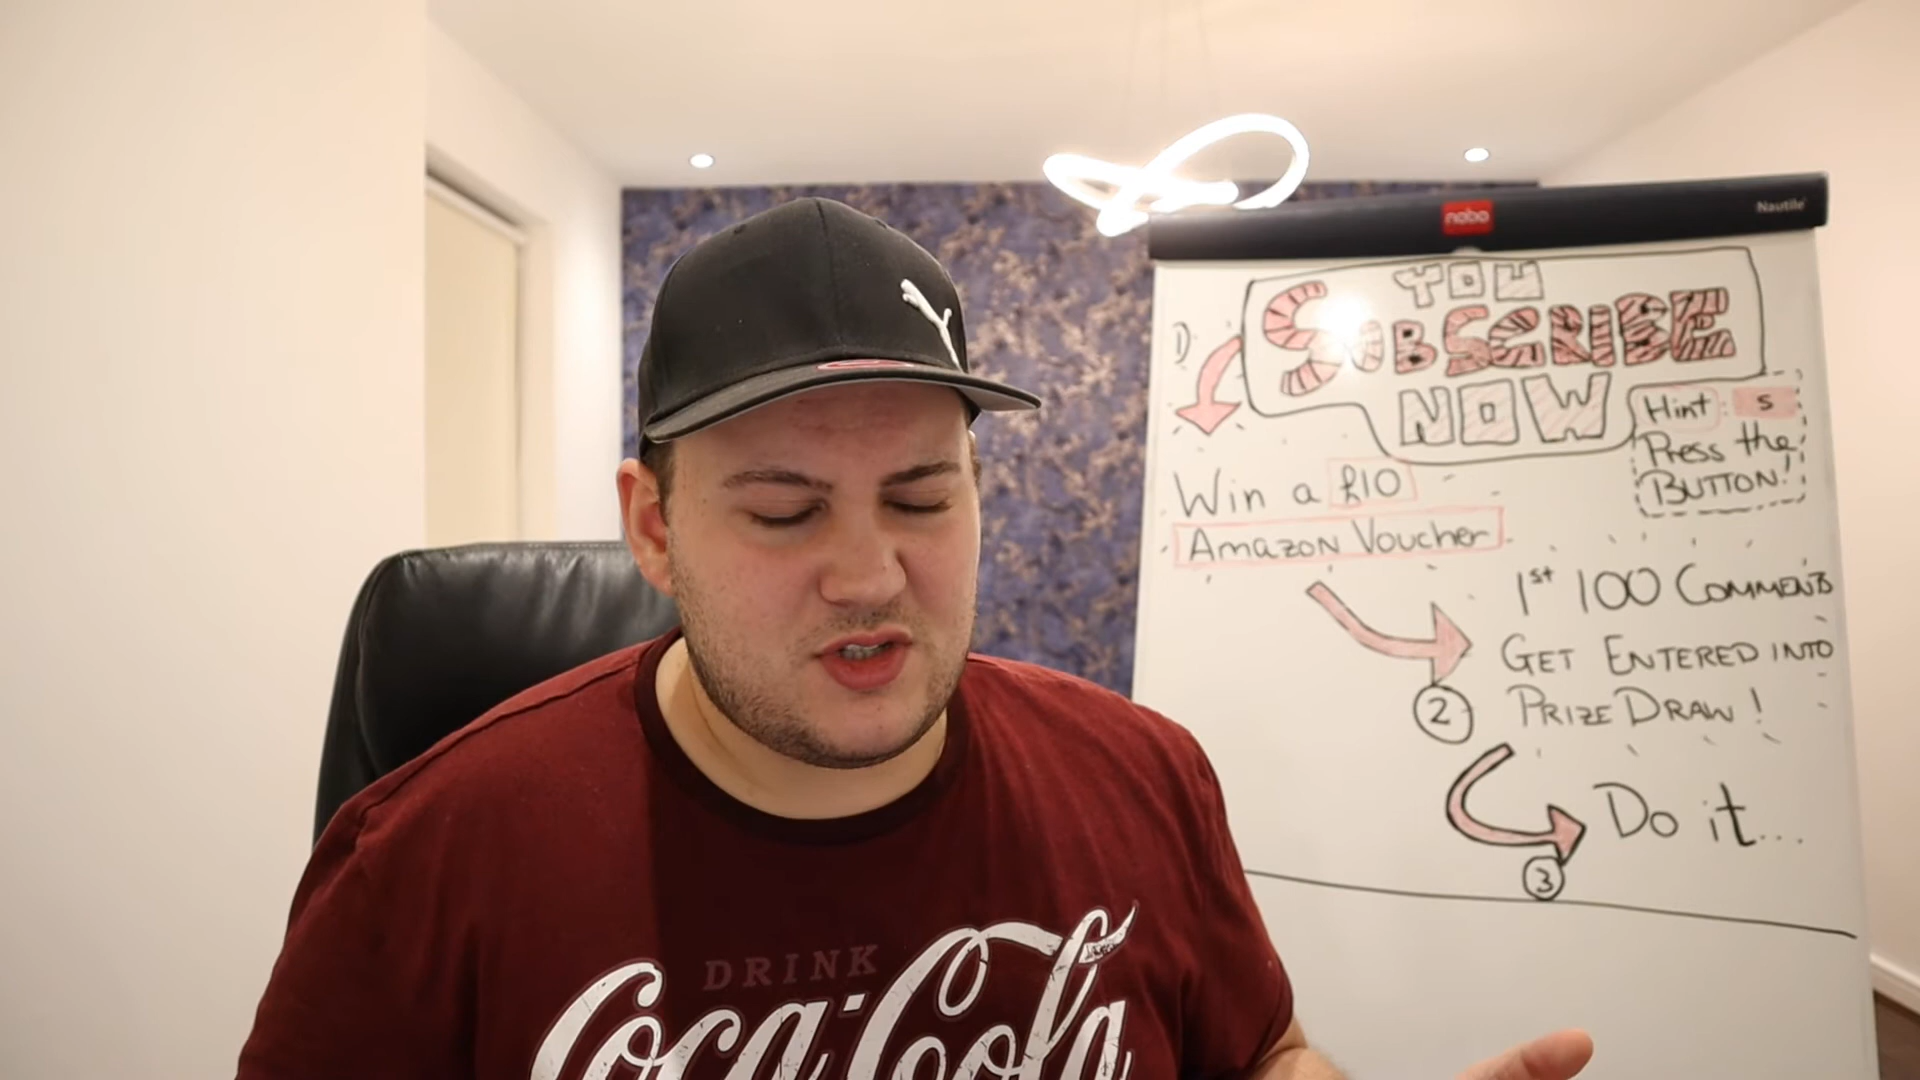 nobo
Nautile
YOU
SUBSCRIBE
NOW
1)
Hint: S
Press the
BUTTON!
Win a £10
Amazon Voucher
1st 100 Comments
GET ENTERED INTO
PRIZE DRAW!
2
Do it...
3
DRINK
Coca-Cola